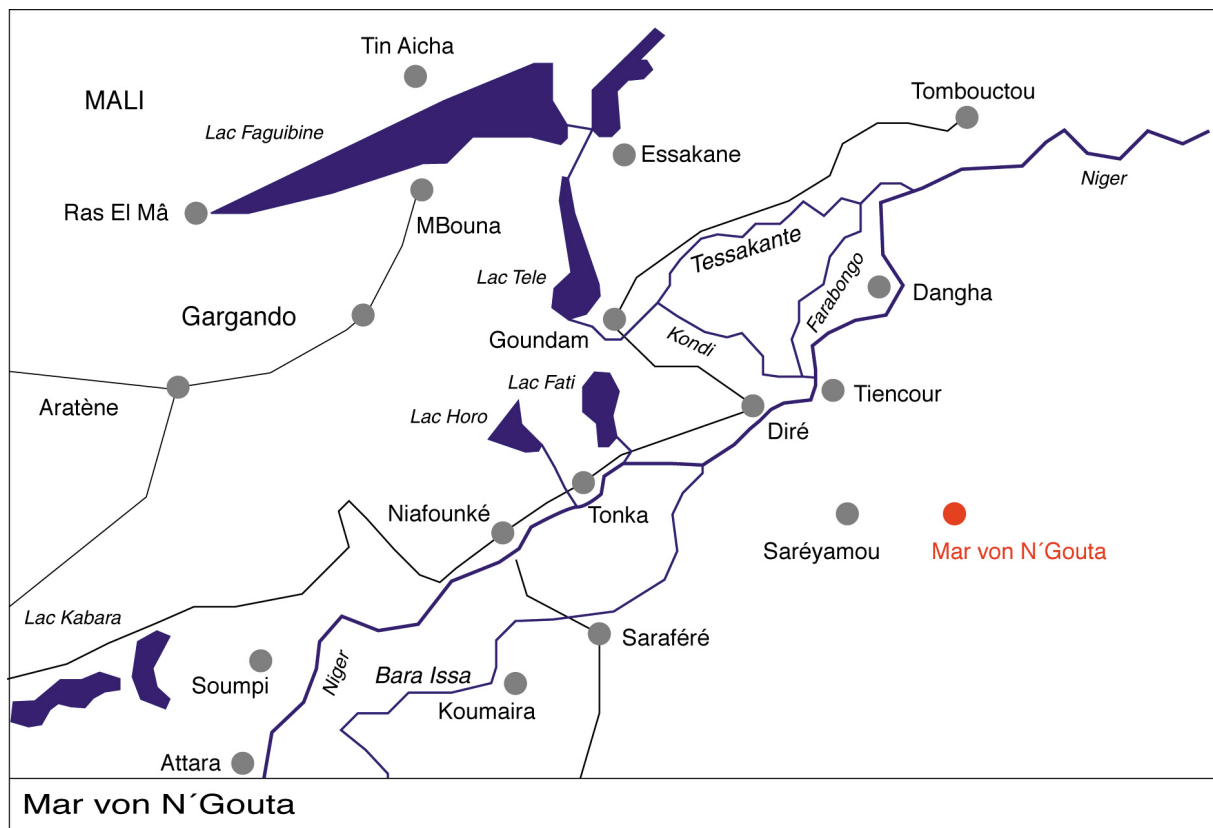 Tin Aicha
MALI
Tombouctou
Lac Faguibine
Essakane
Niger
Ras El Mâ
MBouna
Tessakante
Lac Tele
Farabongo
Dangha
Gargando
Goundam
Kondi
Lac Fati
Tiencour
Aratène
Lac Horo
Diré
Niafounké
Tonka
Saréyamou
Mar von N´Gouta
Lac Kabara
Saraféré
Soumpi
Niger
Bara Issa
Koumaira
Attara
Mar von N´Gouta